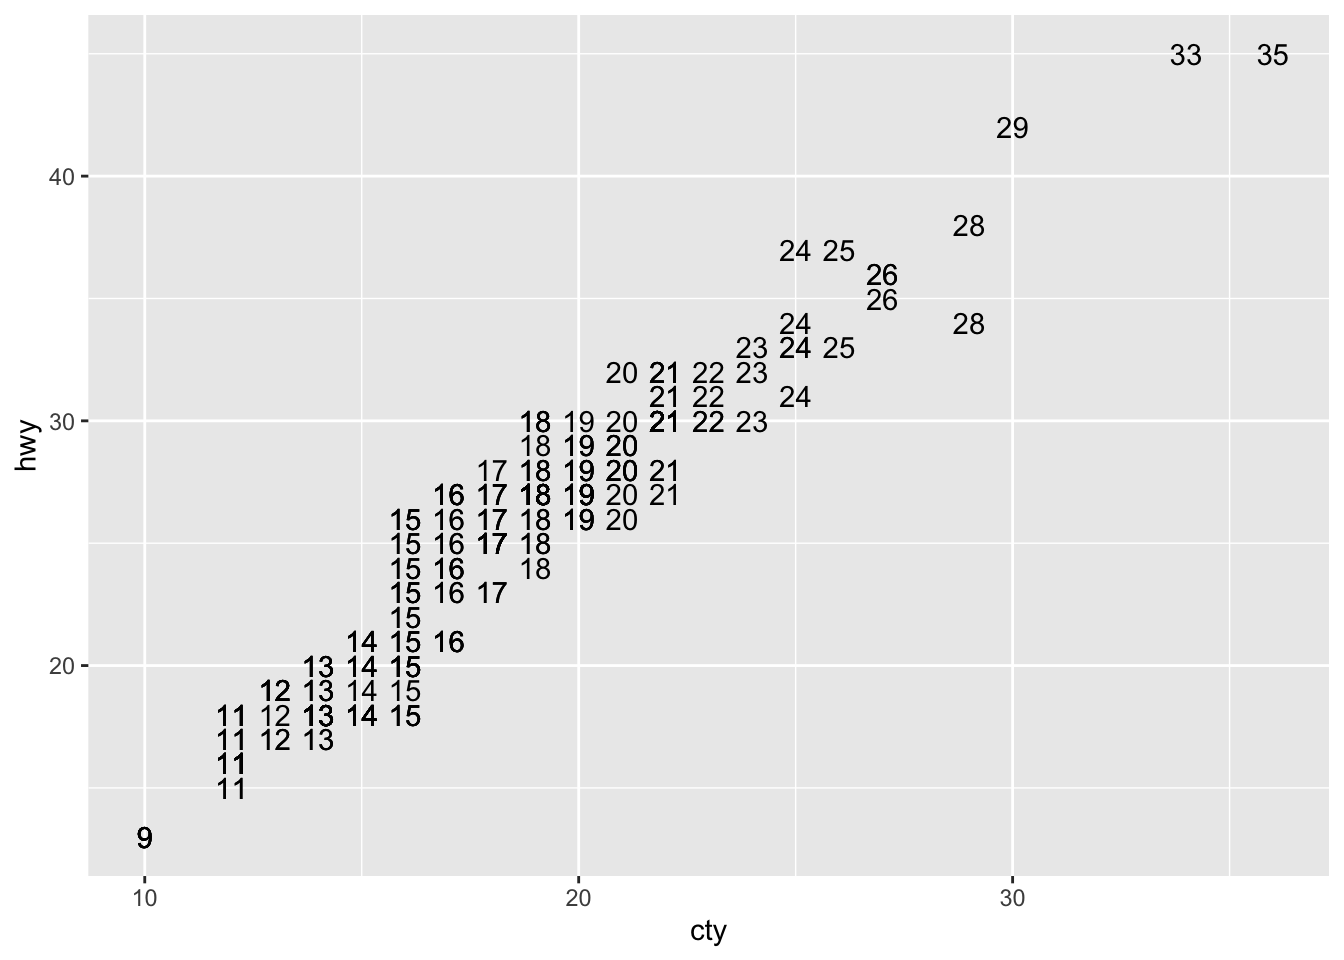 33 35
29
40
28
24 25
26
26
24 28
23 24 25
20 21 22 23
21 22 24
30 18 19 20 21 22 23
18 19 20
17 18 19 20 21
16 17 18 19 20 21
15 16 17 18 19 20
15 16 17 18
15 16 18
15 16 17
15
14 15 16
20 13 14 15
12 13 14 15
11 12 13 14 15
11 12 13
11
11
9
10 20 30
cty
hwy